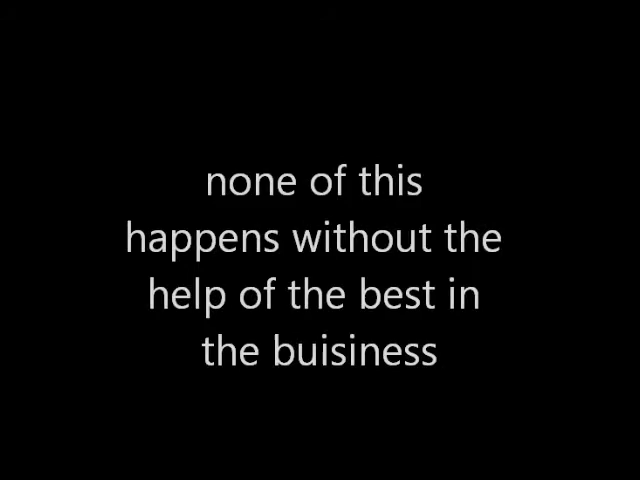 none of this
happens without the
help of the best in
the buisiness